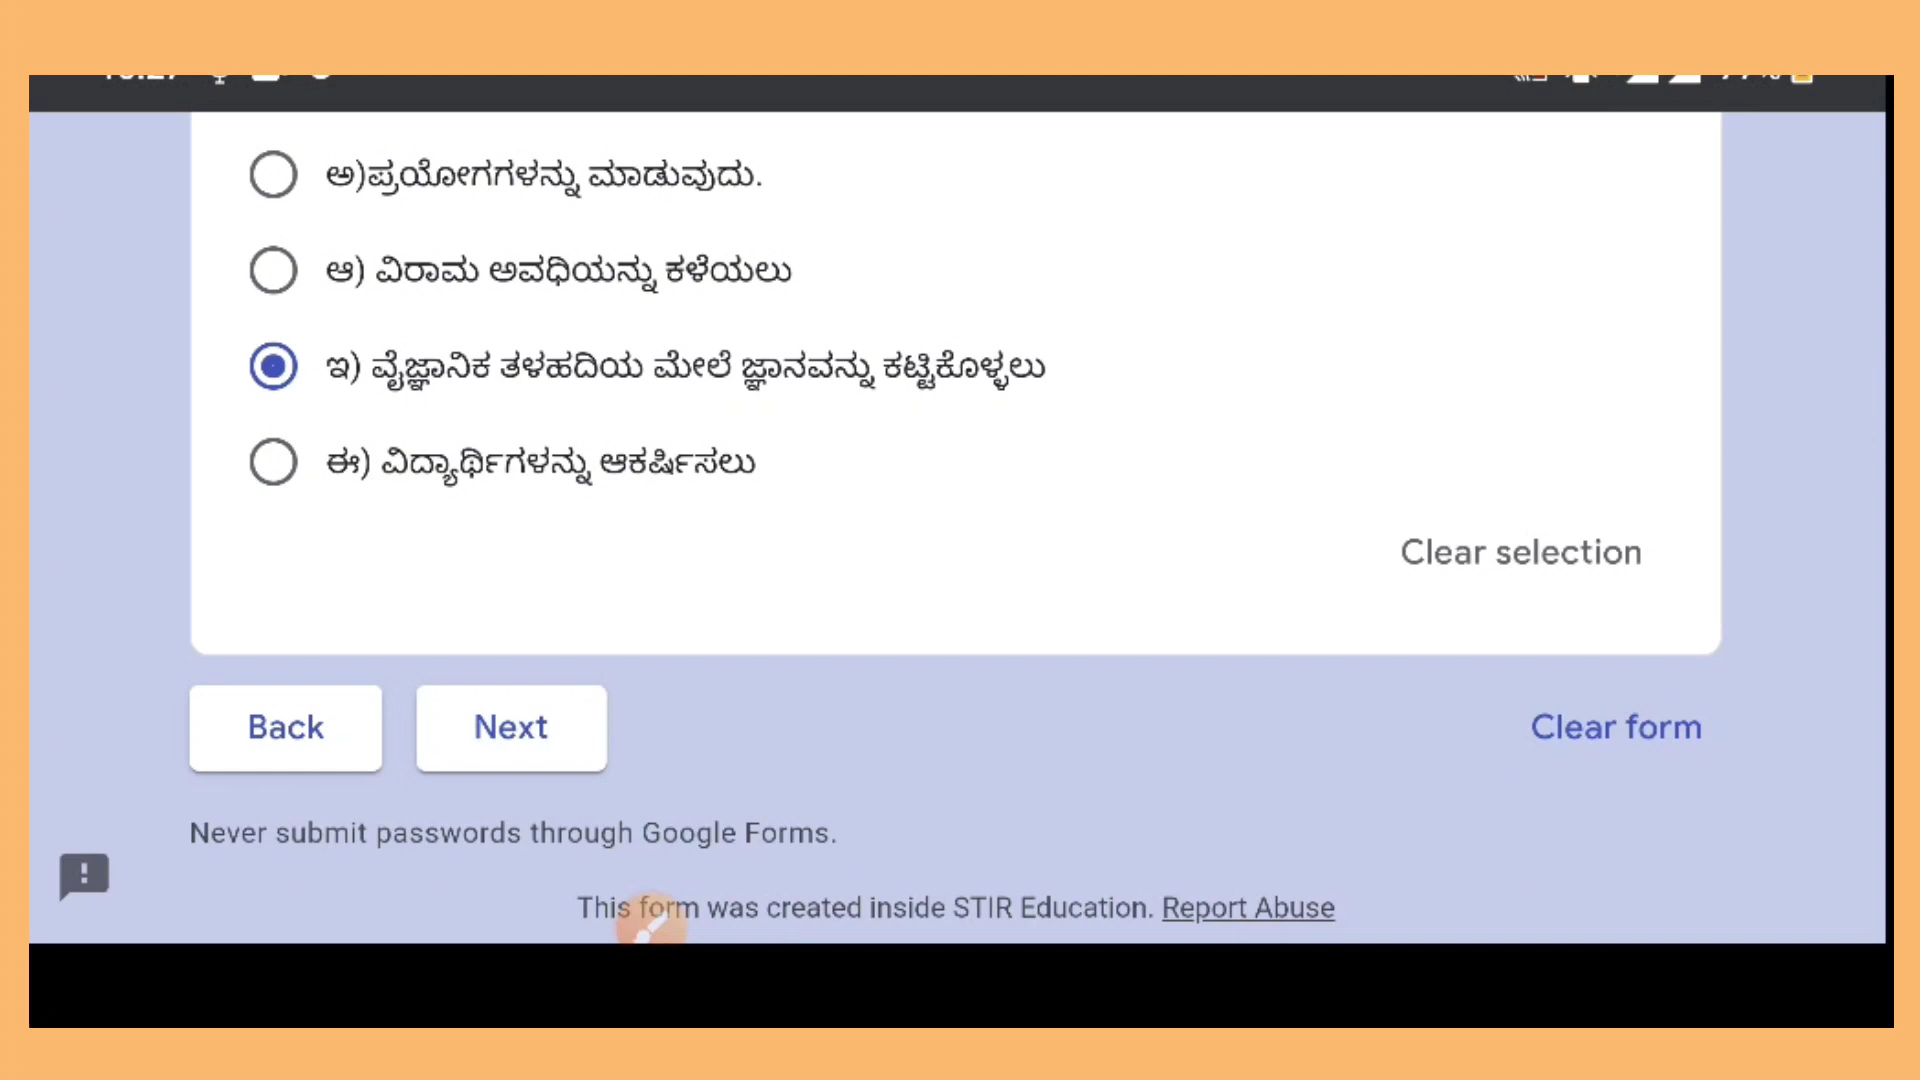 ಅ)ಪ್ರಯೋಗಗಳನ್ನು ಮಾಡುವುದು.
ಆ) ವಿರಾಮ ಅವಧಿಯನ್ನು ಕಳೆಯಲು
ಇ) ವೈಜ್ಞಾನಿಕ ತಳಹದಿಯ ಮೇಲೆ ಜ್ಞಾನವನ್ನು ಕಟ್ಟಿಕೊಳ್ಳಲು
ಈ) ವಿದ್ಯಾರ್ಥಿಗಳನ್ನು ಆಕರ್ಷಿಸಲು
Clear selection
Back Next Clear form
Never submit passwords through Google Forms.
This form was created inside STIR Education. Report Abuse